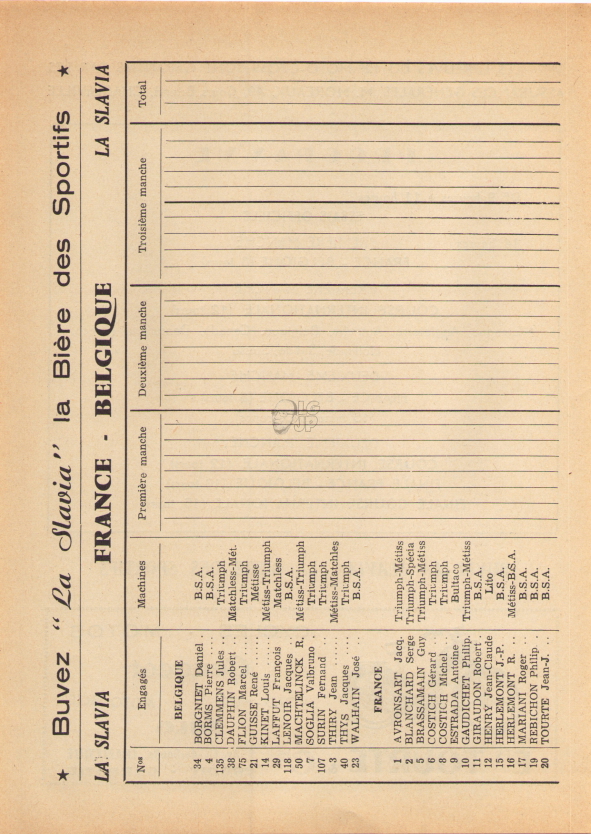 ★ Buvez “ La Slavia ” la Bière des Sportifs ★
LA SLAVIA FRANCE - BELGIQUE LA SLAVIA
Nos Engagés Machines Première manche Deuxième manche Troisième manche Total
BELGIQUE
34 BORGNIET Daniel . B.S.A.
4 BORMS Pierre .. B.S.A.
135 CLEMMENS Jules ... Triumph
38 DAUPHIN Robert .. Matchless-Mét.
75 FLION Marcel ..... Triumph
21 GUISSE René ....... Métisse
14 KINET Louis ..... Métiss-Triumph
29 LAFFUT François .. Matchless
118 LENOIR Jacques .. B.S.A.
50 MACHTELINCK R. Métiss-Triumph
7 SOGLIA Valbruno . Triumph
107 SURIN Fernand .. Triumph
3 THIRY Jean ........ Métiss-Matchles
40 THYS Jacques ..... Triumph
23 WALHAIN José .. B.S.A.
FRANCE
1 AVRONSART Jacq. Triumph-Métiss
2 BLANCHARD Serge Triumph-Spécia
5 BRASSAMAIN Guy Triumph-Métiss
6 COSTICH Gérard .. Triumph
8 COSTICH Michel ... Triumph
9 ESTRADA Antoine . Bultaco
10 GAUDICHET Philip. Triumph-Métiss
11 GIRAUDON Robert . B.S.A.
12 HENRY Jean-Claude Lito
15 HERLEMONT J.-P. B.S.A.
16 HERLEMONT R. ... Métiss-B.S.A.
17 MARIANI Roger .. B.S.A.
19 REBICHON Philip. . B.S.A.
20 TOURTE Jean-J. .. B.S.A.
LG
JP